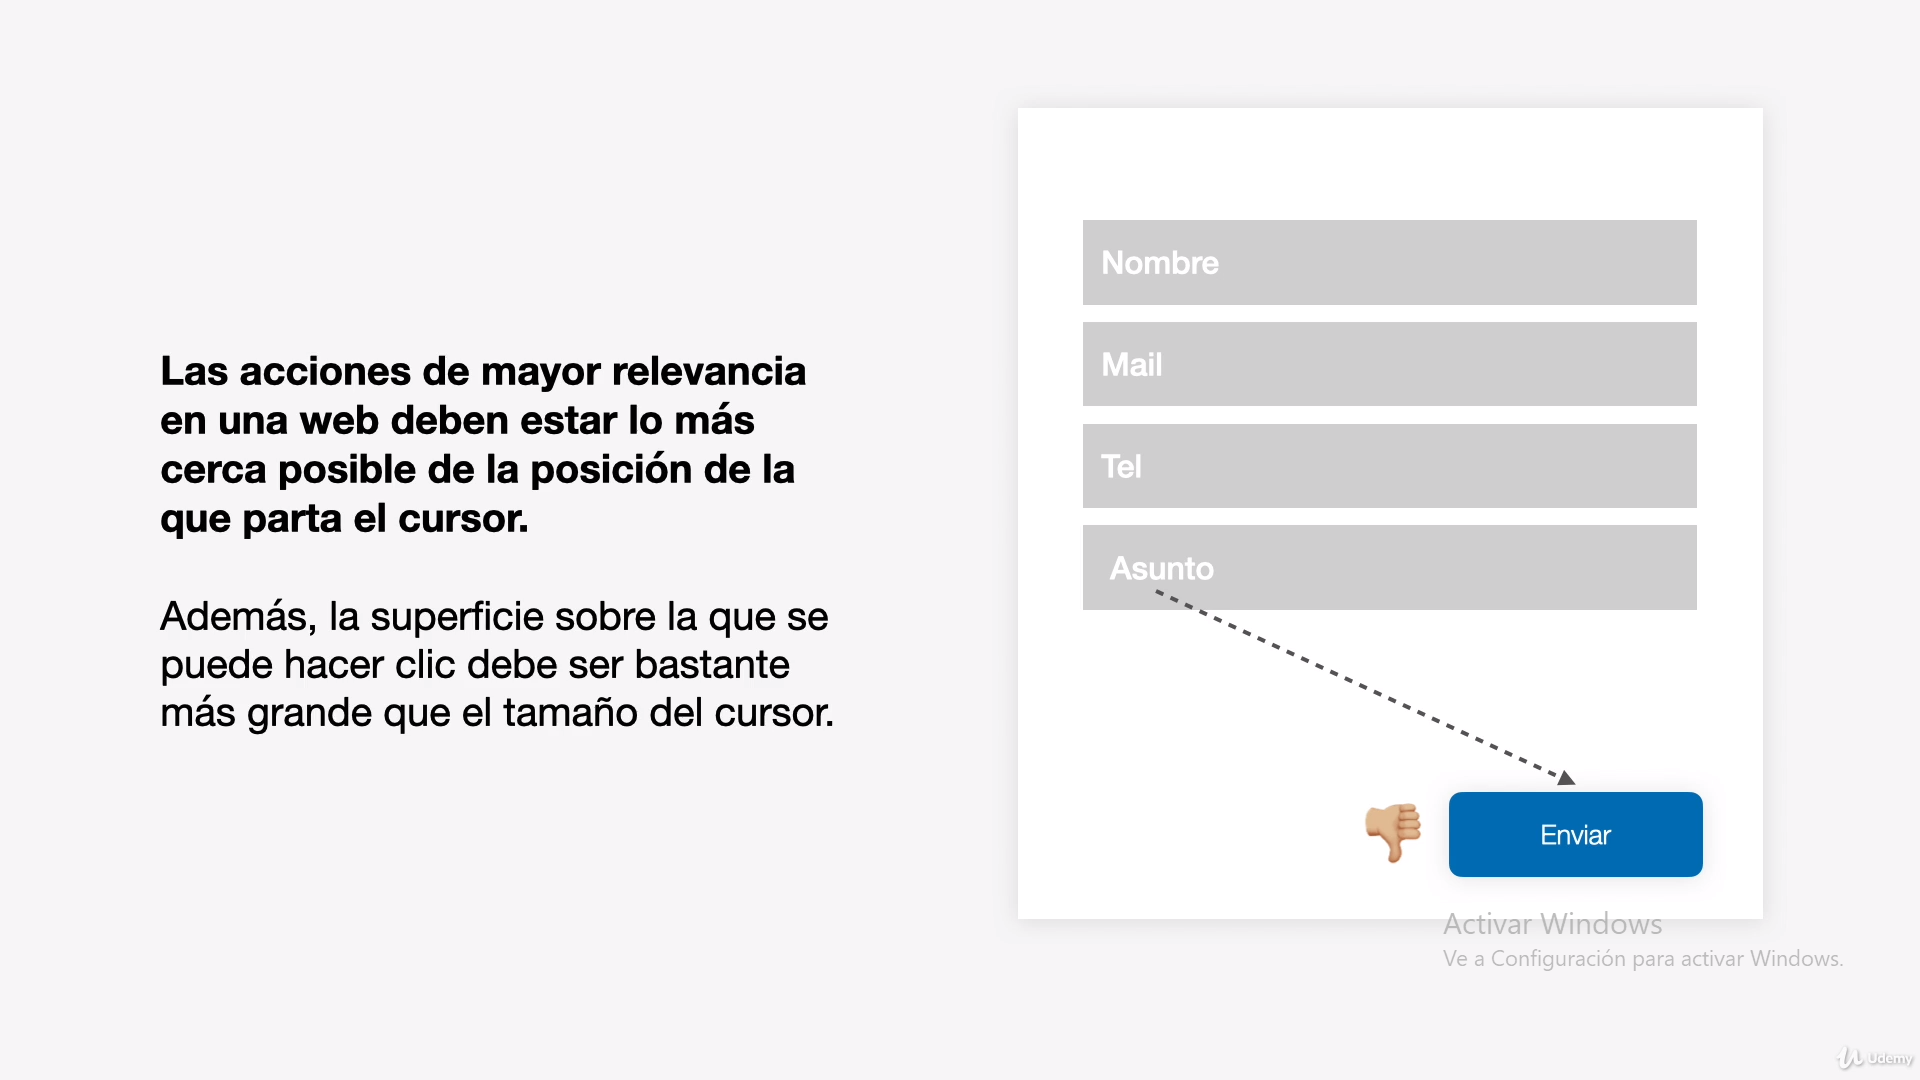 Las acciones de mayor relevancia
en una web deben estar lo más
cerca posible de la posición de la
que parta el cursor.
Además, la superficie sobre la que se
puede hacer clic debe ser bastante
más grande que el tamaño del cursor.
Nombre
Mail
Tel
Asunto
Enviar
Activar Windows
Ve a Configuración para activar Windows.
Udemy